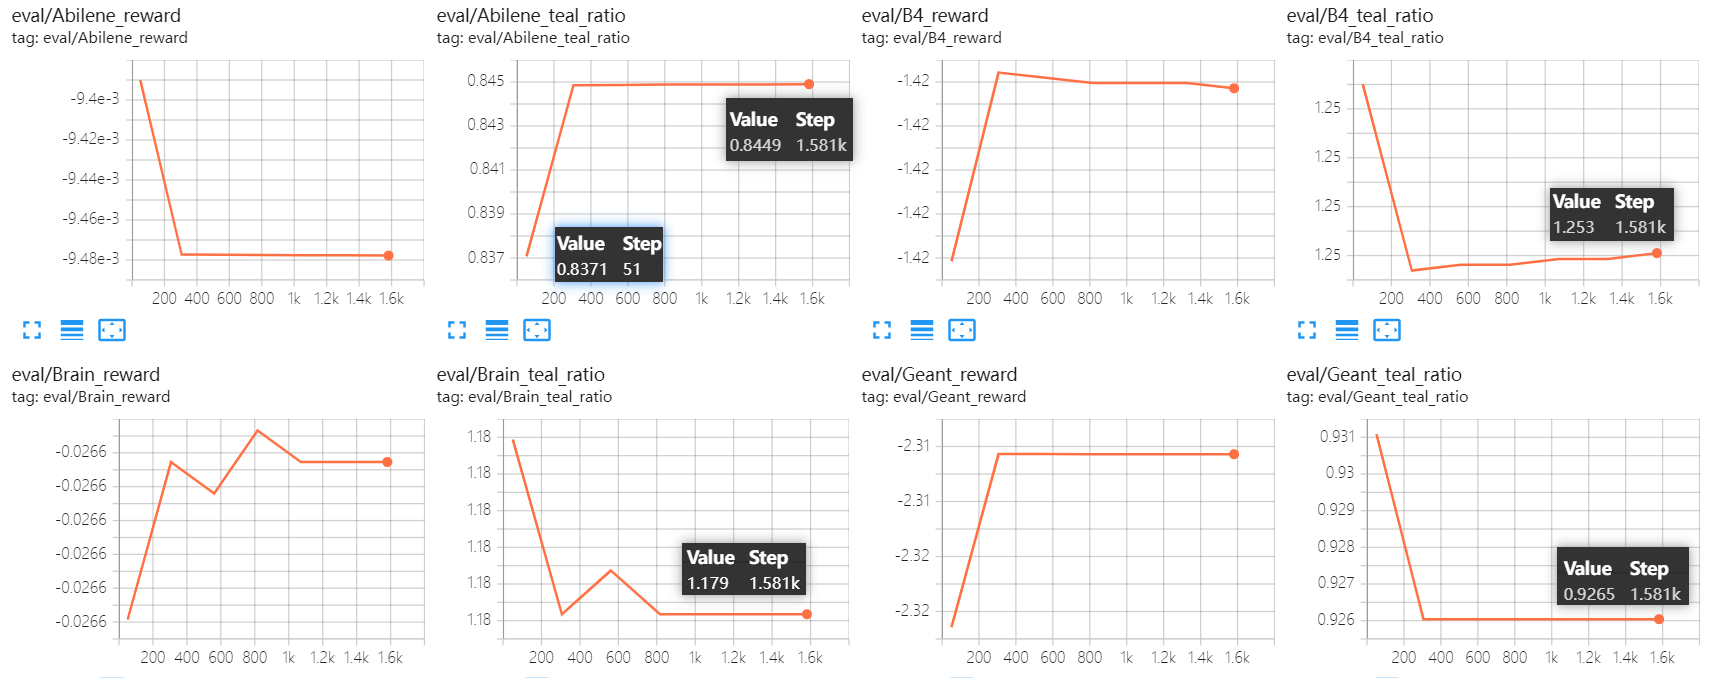 eval/Abilene_reward
tag: eval/Abilene_reward
-9.4e-3
-9.42e-3
-9.44e-3
-9.46e-3
-9.48e-3
200 400 600 800 1k 1.2k 1.4k 1.6k
eval/Abilene_teal_ratio
tag: eval/Abilene_teal_ratio
0.845
0.843
0.841
0.839
0.837
Value Step
0.8449 1.581k
Value Step
0.8371 51
200 400 600 800 1k 1.2k 1.4k 1.6k
eval/B4_reward
tag: eval/B4_reward
-1.42
-1.42
-1.42
-1.42
-1.42
200 400 600 800 1k 1.2k 1.4k 1.6k
eval/B4_teal_ratio
tag: eval/B4_teal_ratio
1.25
1.25
1.25
1.25
Value Step
1.253 1.581k
200 400 600 800 1k 1.2k 1.4k 1.6k
eval/Brain_reward
tag: eval/Brain_reward
-0.0266
-0.0266
-0.0266
-0.0266
-0.0266
-0.0266
200 400 600 800 1k 1.2k 1.4k 1.6k
eval/Brain_teal_ratio
tag: eval/Brain_teal_ratio
1.18
1.18
1.18
1.18
1.18
1.18
Value Step
1.179 1.581k
200 400 600 800 1k 1.2k 1.4k 1.6k
eval/Geant_reward
tag: eval/Geant_reward
-2.31
-2.31
-2.32
-2.32
200 400 600 800 1k 1.2k 1.4k 1.6k
eval/Geant_teal_ratio
tag: eval/Geant_teal_ratio
0.931
0.93
0.929
0.928
0.927
0.926
Value Step
0.9265 1.581k
200 400 600 800 1k 1.2k 1.4k 1.6k